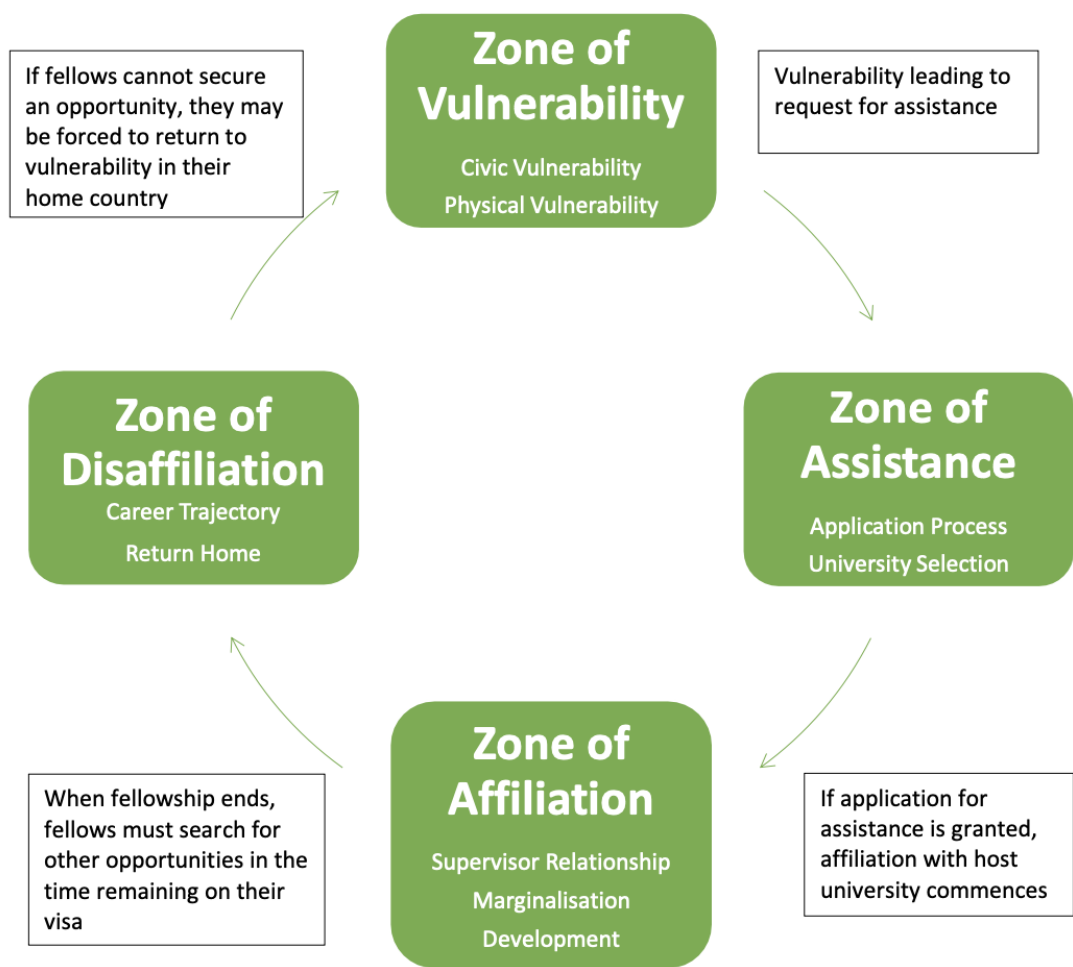 Zone of
Vulnerability
Civic Vulnerability
Physical Vulnerability
Vulnerability leading to
request for assistance
Zone of
Assistance
Application Process
University Selection
If application for
assistance is granted,
affiliation with host
university commences
Zone of
Affiliation
Supervisor Relationship
Marginalisation
Development
When fellowship ends,
fellows must search for
other opportunities in the
time remaining on their
visa
Zone of
Disaffiliation
Career Trajectory
Return Home
If fellows cannot secure
an opportunity, they may
be forced to return to
vulnerability in their
home country